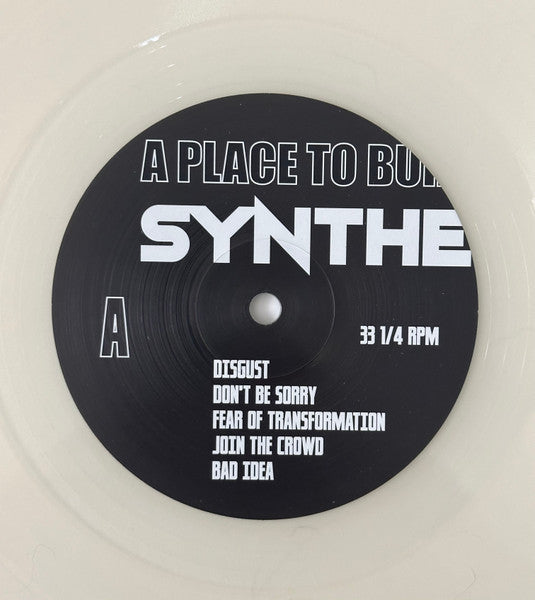 A PLACE TO BU
SYNTHE
A
33 1/4 RPM
DISGUST
DON'T BE SORRY
FEAR OF TRANSFORMATION
JOIN THE CROWD
BAD IDEA